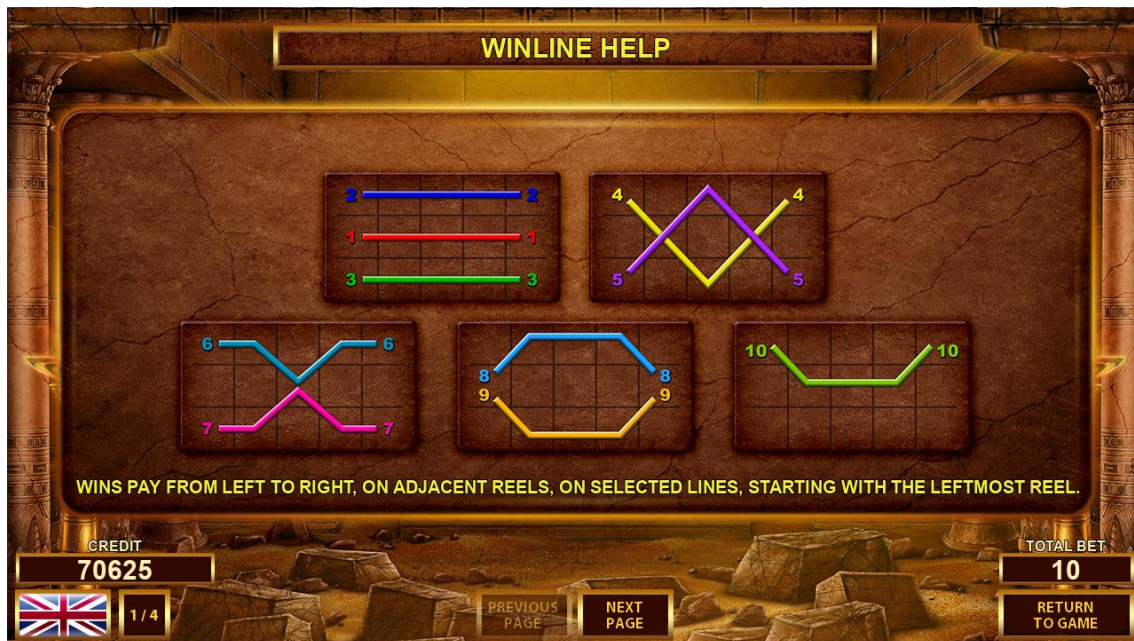 WINLINE HELP
2 2
1 1
3 3
4 4
5 5
6 6
7 7
8 8
9 9
10 10
WINS PAY FROM LEFT TO RIGHT, ON ADJACENT REELS, ON SELECTED LINES, STARTING WITH THE LEFTMOST REEL.
CREDIT
70625
1 / 4
PREVIOUS
PAGE
NEXT
PAGE
TOTAL BET
10
RETURN
TO GAME